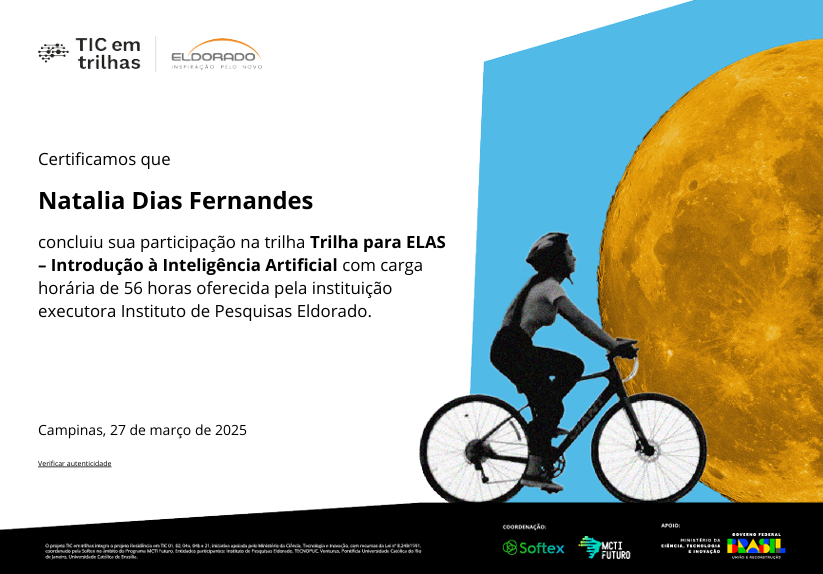 TIC em
trilhas
ELDORADO
INSPIRAÇÃO PELO NOVO
Certificamos que
Natalia Dias Fernandes
concluiu sua participação na trilha Trilha para ELAS
– Introdução à Inteligência Artificial com carga
horária de 56 horas oferecida pela instituição
executora Instituto de Pesquisas Eldorado.
Campinas, 27 de março de 2025
Verificar autenticidade
GIANT
O projeto TIC em trilhas integra o projeto Residência em TIC 01, 02, 04a, 04b e 21, iniciativa apoiada pelo Ministério da Ciência, Tecnologia e Inovação, com recursos da Lei nº 8.248/1991,
coordenado pela Softex no âmbito do Programa MCTI Futuro. Entidades participantes: Instituto de Pesquisas Eldorado, TECNOPUC, Venturus, Pontifícia Universidade Católica do Rio
de Janeiro, Universidade Católica de Brasília.
COORDENAÇÃO:
Softex
MCTI
FUTURO
APOIO:
MINISTÉRIO DA
CIÊNCIA, TECNOLOGIA
E INOVAÇÃO
GOVERNO FEDERAL
BRASIL
UNIÃO E RECONSTRUÇÃO